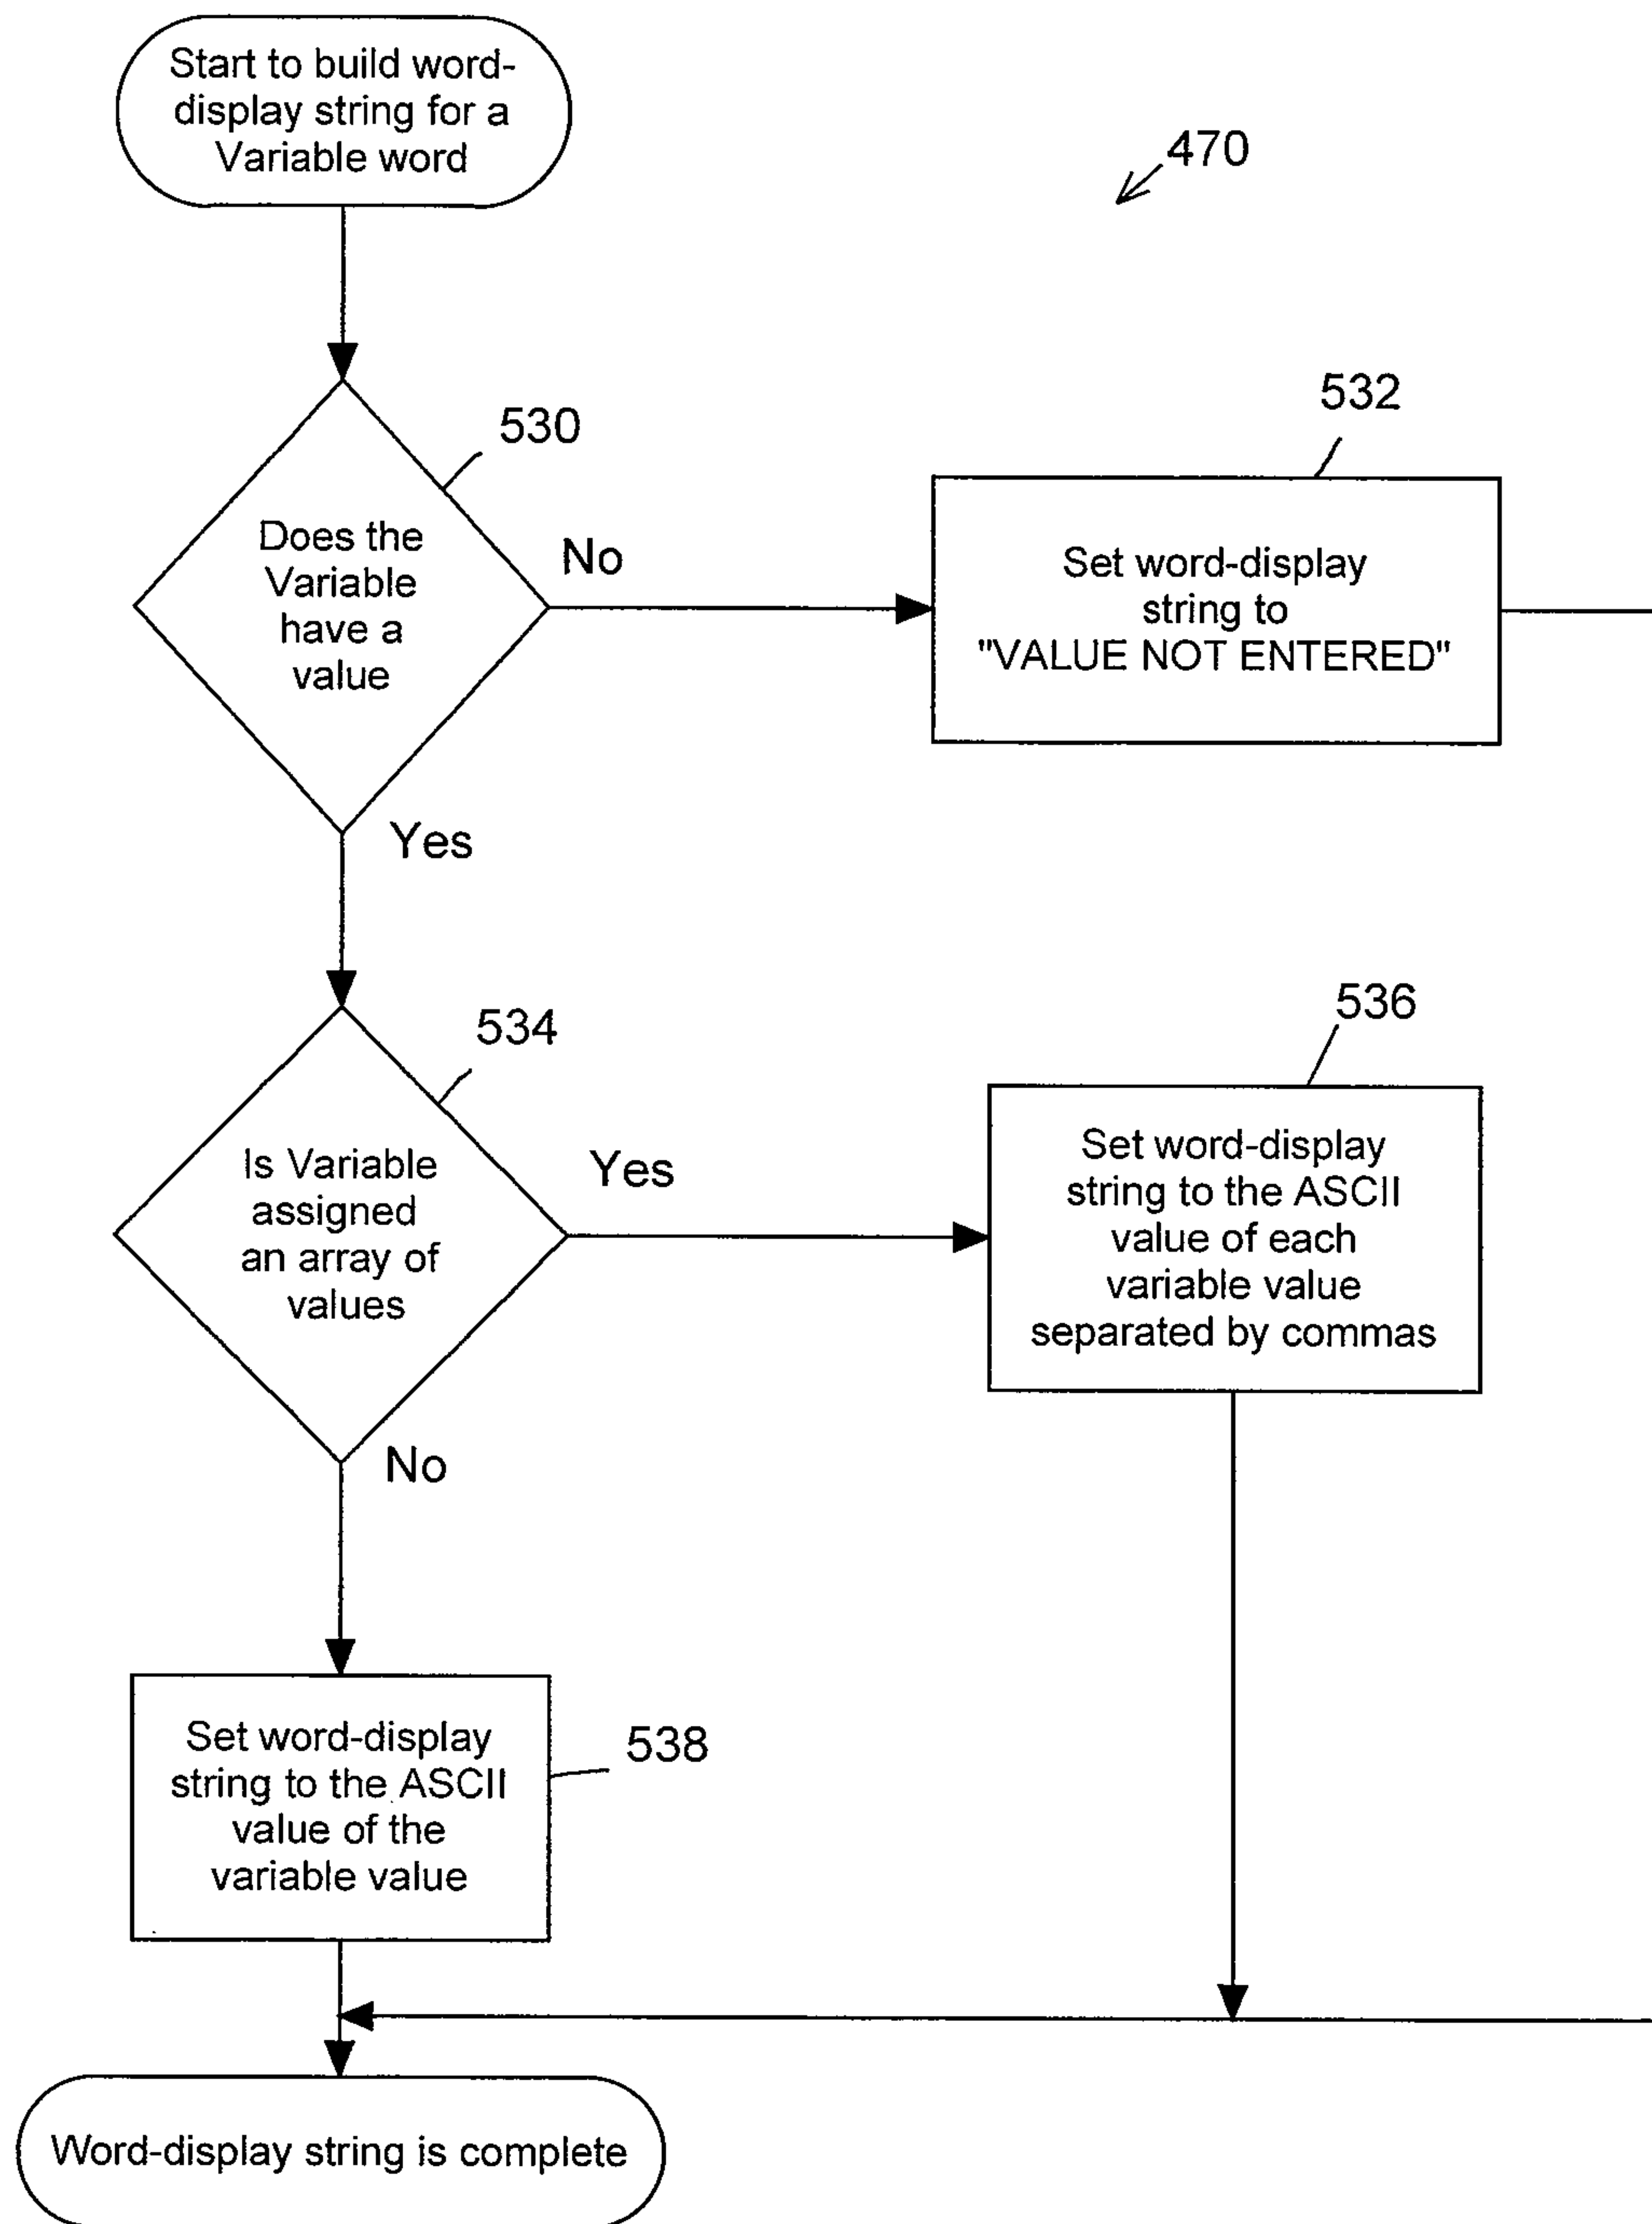 Start to build word-
display string for a
Variable word
470
530
Does the
Variable
have a
value
No
532
Set word-display
string to
"VALUE NOT ENTERED"
Yes
534
Is Variable
assigned
an array of
values
Yes
536
Set word-display
string to the ASCII
value of each
variable value
separated by commas
No
Set word-display
string to the ASCII
value of the
variable value
538
Word-display string is complete